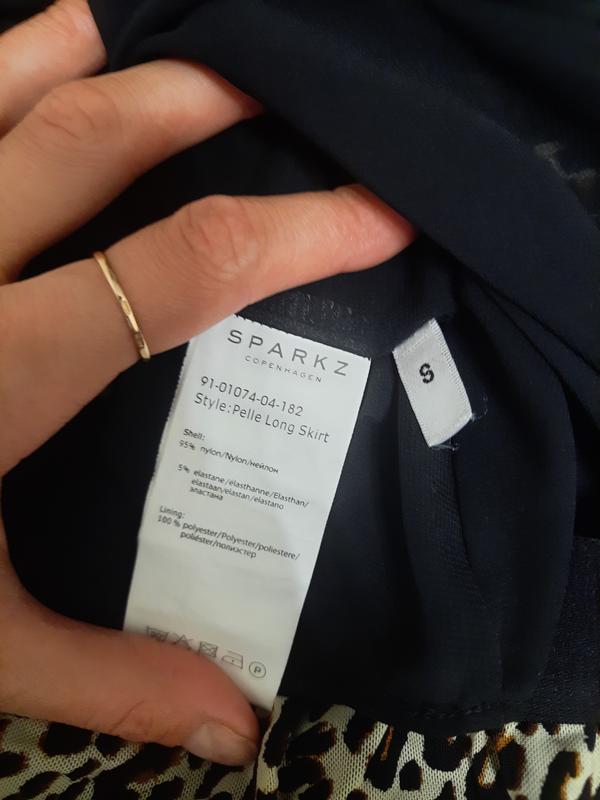 SPARKZ
COPENHAGEN
91-01074-04-182
Style:Pelle Long Skirt
Shell:
95% nylon/Nylon/нейлон
5% elastane/élasthanne/Elasthan/
elastaan/elastan/elastano
эластана
Lining:
100 % polyester/Polyester/poliestere/
poliéster/полиэстер
P
S